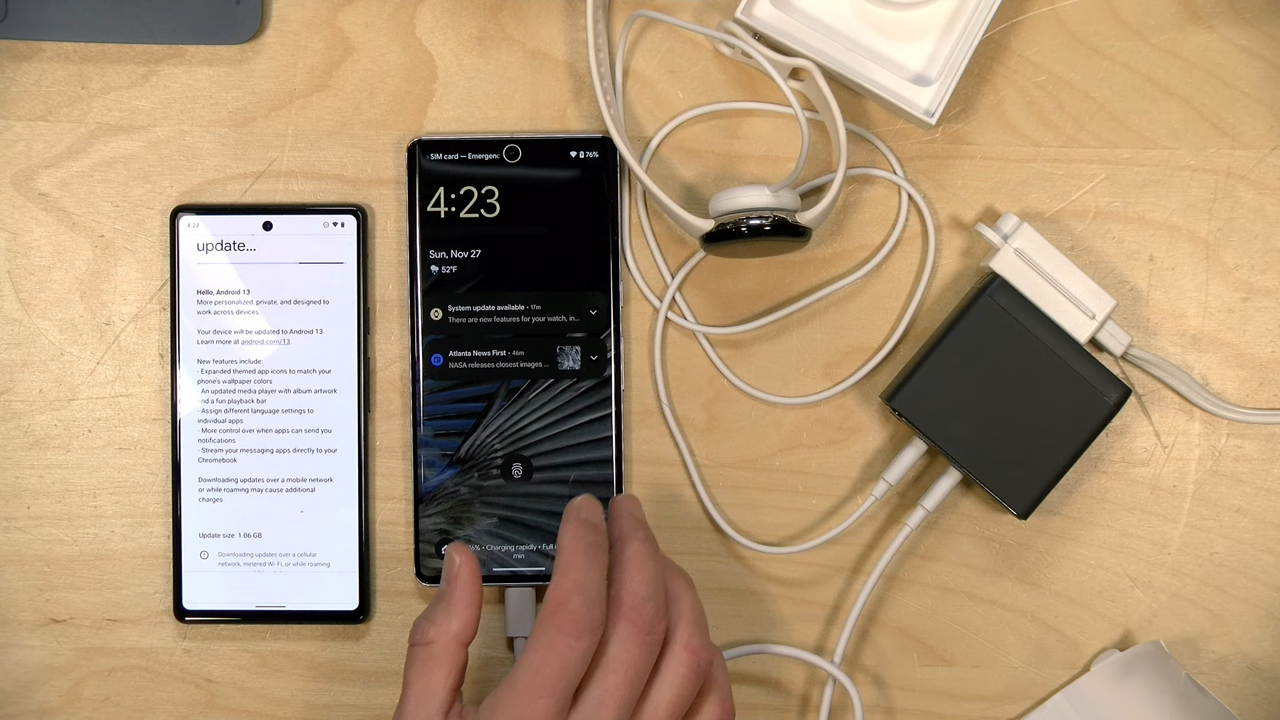 4:23
update...
Hello, Android 13
More personalized, private, and designed to
work across devices.
Your device will be updated to Android 13.
Learn more at android.com/13.
New features include:
- Expanded themed app icons to match your
phone's wallpaper colors
- An updated media player with album artwork
and a fun playback bar
- Assign different language settings to
individual apps
- More control over when apps can send you
notifications
- Stream your messaging apps directly to your
Chromebook
Downloading updates over a mobile network
or while roaming may cause additional
charges.
Update size: 1.06 GB
Downloading updates over a cellular
network, metered Wi-Fi, or while roaming
SIM card — Emergenc
76%
4:23
Sun, Nov 27
52°F
System update available • 17m
There are new features for your watch, in...
Atlanta News First • 46m
NASA releases closest images ...
76% • Charging rapidly • Full i
min